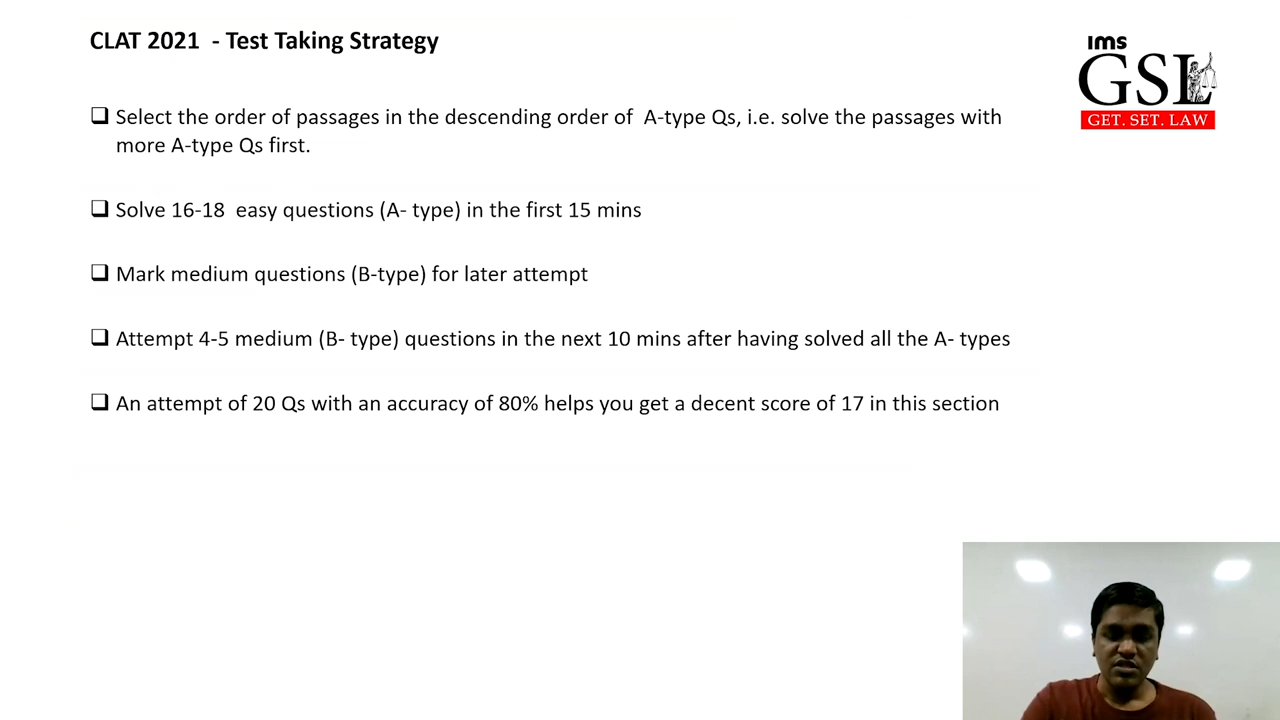 CLAT 2021 - Test Taking Strategy
ims
GSL
GET. SET. LAW
Select the order of passages in the descending order of A-type Qs, i.e. solve the passages with
more A-type Qs first.
Solve 16-18 easy questions (A- type) in the first 15 mins
Mark medium questions (B-type) for later attempt
Attempt 4-5 medium (B- type) questions in the next 10 mins after having solved all the A- types
An attempt of 20 Qs with an accuracy of 80% helps you get a decent score of 17 in this section